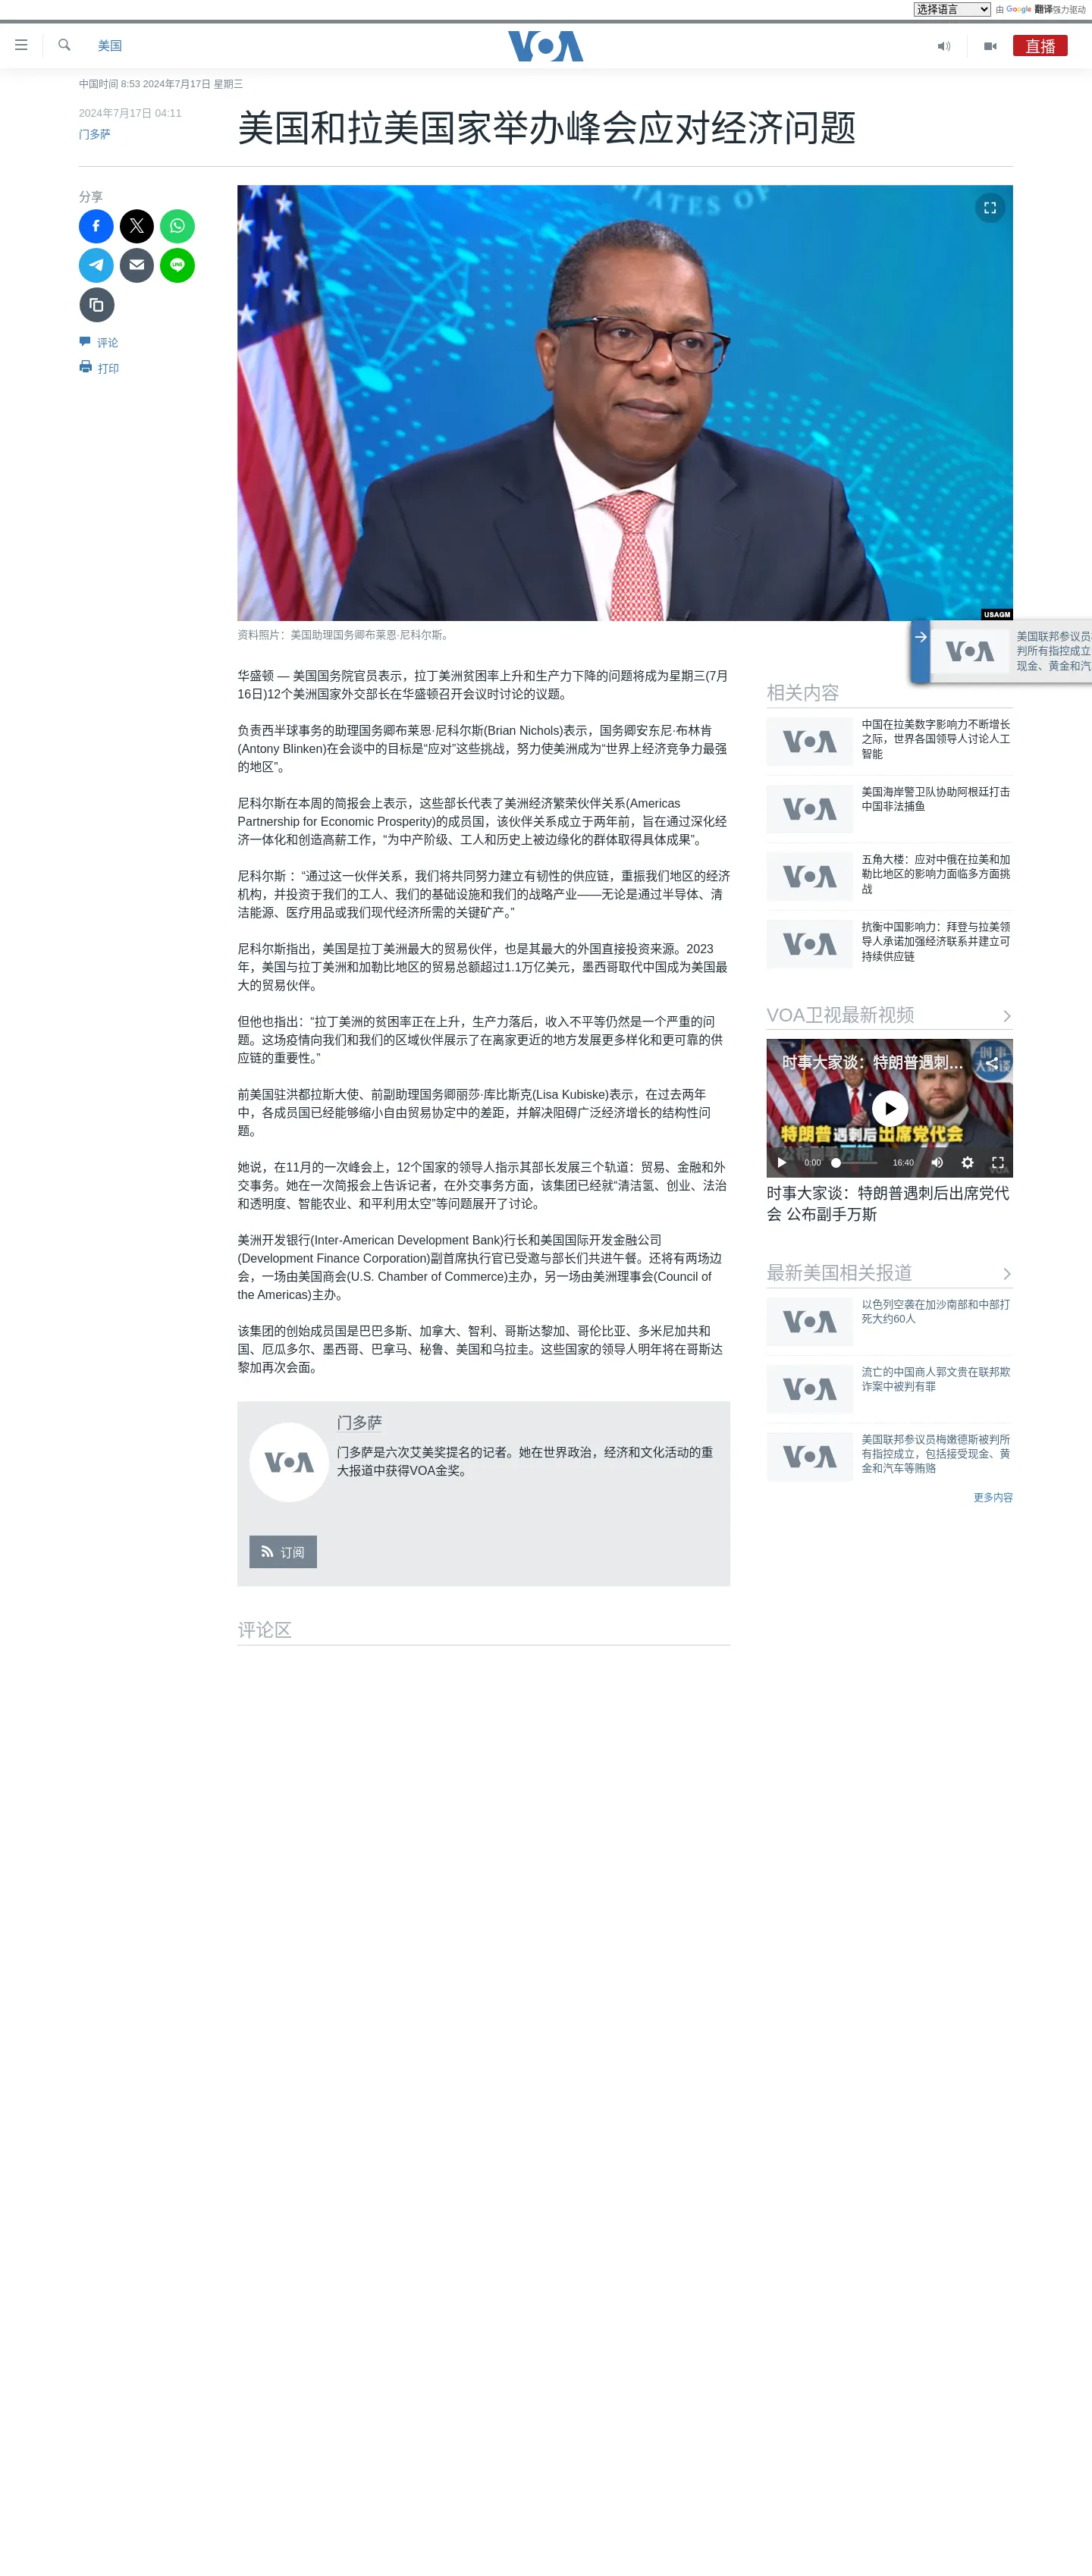 选择语言
由 Google 翻译强力驱动
美国
VOA
直播
中国时间 8:53 2024年7月17日 星期三
2024年7月17日 04:11
门多萨
美国和拉美国家举办峰会应对经济问题
分享
评论
打印
STATES OF
USAGM
资料照片：美国助理国务卿布莱恩·尼科尔斯。
华盛顿 — 美国国务院官员表示，拉丁美洲贫困率上升和生产力下降的问题将成为星期三(7月
16日)12个美洲国家外交部长在华盛顿召开会议时讨论的议题。
负责西半球事务的助理国务卿布莱恩·尼科尔斯(Brian Nichols)表示，国务卿安东尼·布林肯
(Antony Blinken)在会谈中的目标是“应对”这些挑战，努力使美洲成为“世界上经济竞争力最强
的地区”。
尼科尔斯在本周的简报会上表示，这些部长代表了美洲经济繁荣伙伴关系(Americas
Partnership for Economic Prosperity)的成员国，该伙伴关系成立于两年前，旨在通过深化经
济一体化和创造高薪工作，“为中产阶级、工人和历史上被边缘化的群体取得具体成果”。
尼科尔斯 ：“通过这一伙伴关系，我们将共同努力建立有韧性的供应链，重振我们地区的经济
机构，并投资于我们的工人、我们的基础设施和我们的战略产业——无论是通过半导体、清
洁能源、医疗用品或我们现代经济所需的关键矿产。”
尼科尔斯指出，美国是拉丁美洲最大的贸易伙伴，也是其最大的外国直接投资来源。2023
年，美国与拉丁美洲和加勒比地区的贸易总额超过1.1万亿美元，墨西哥取代中国成为美国最
大的贸易伙伴。
但他也指出：“拉丁美洲的贫困率正在上升，生产力落后，收入不平等仍然是一个严重的问
题。这场疫情向我们和我们的区域伙伴展示了在离家更近的地方发展更多样化和更可靠的供
应链的重要性。”
前美国驻洪都拉斯大使、前副助理国务卿丽莎·库比斯克(Lisa Kubiske)表示，在过去两年
中，各成员国已经能够缩小自由贸易协定中的差距，并解决阻碍广泛经济增长的结构性问
题。
她说，在11月的一次峰会上，12个国家的领导人指示其部长发展三个轨道：贸易、金融和外
交事务。她在一次简报会上告诉记者，在外交事务方面，该集团已经就“清洁氢、创业、法治
和透明度、智能农业、和平利用太空”等问题展开了讨论。
美洲开发银行(Inter-American Development Bank)行长和美国国际开发金融公司
(Development Finance Corporation)副首席执行官已受邀与部长们共进午餐。还将有两场边
会，一场由美国商会(U.S. Chamber of Commerce)主办，另一场由美洲理事会(Council of
the Americas)主办。
该集团的创始成员国是巴巴多斯、加拿大、智利、哥斯达黎加、哥伦比亚、多米尼加共和
国、厄瓜多尔、墨西哥、巴拿马、秘鲁、美国和乌拉圭。这些国家的领导人明年将在哥斯达
黎加再次会面。
VOA
门多萨
门多萨是六次艾美奖提名的记者。她在世界政治，经济和文化活动的重
大报道中获得VOA金奖。
订阅
评论区
VOA
美国联邦参议员
判所有指控成立
现金、黄金和汽
相关内容
VOA
中国在拉美数字影响力不断增长
之际，世界各国领导人讨论人工
智能
VOA
美国海岸警卫队协助阿根廷打击
中国非法捕鱼
VOA
五角大楼：应对中俄在拉美和加
勒比地区的影响力面临多方面挑
战
VOA
抗衡中国影响力：拜登与拉美领
导人承诺加强经济联系并建立可
持续供应链
VOA卫视最新视频
时事大家谈：特朗普遇刺...
特朗普遇刺后出席党代会
公布副手万斯
0:00
16:40
时事大家谈：特朗普遇刺后出席党代
会 公布副手万斯
最新美国相关报道
VOA
以色列空袭在加沙南部和中部打
死大约60人
VOA
流亡的中国商人郭文贵在联邦欺
诈案中被判有罪
VOA
美国联邦参议员梅嫩德斯被判所
有指控成立，包括接受现金、黄
金和汽车等贿赂
更多内容